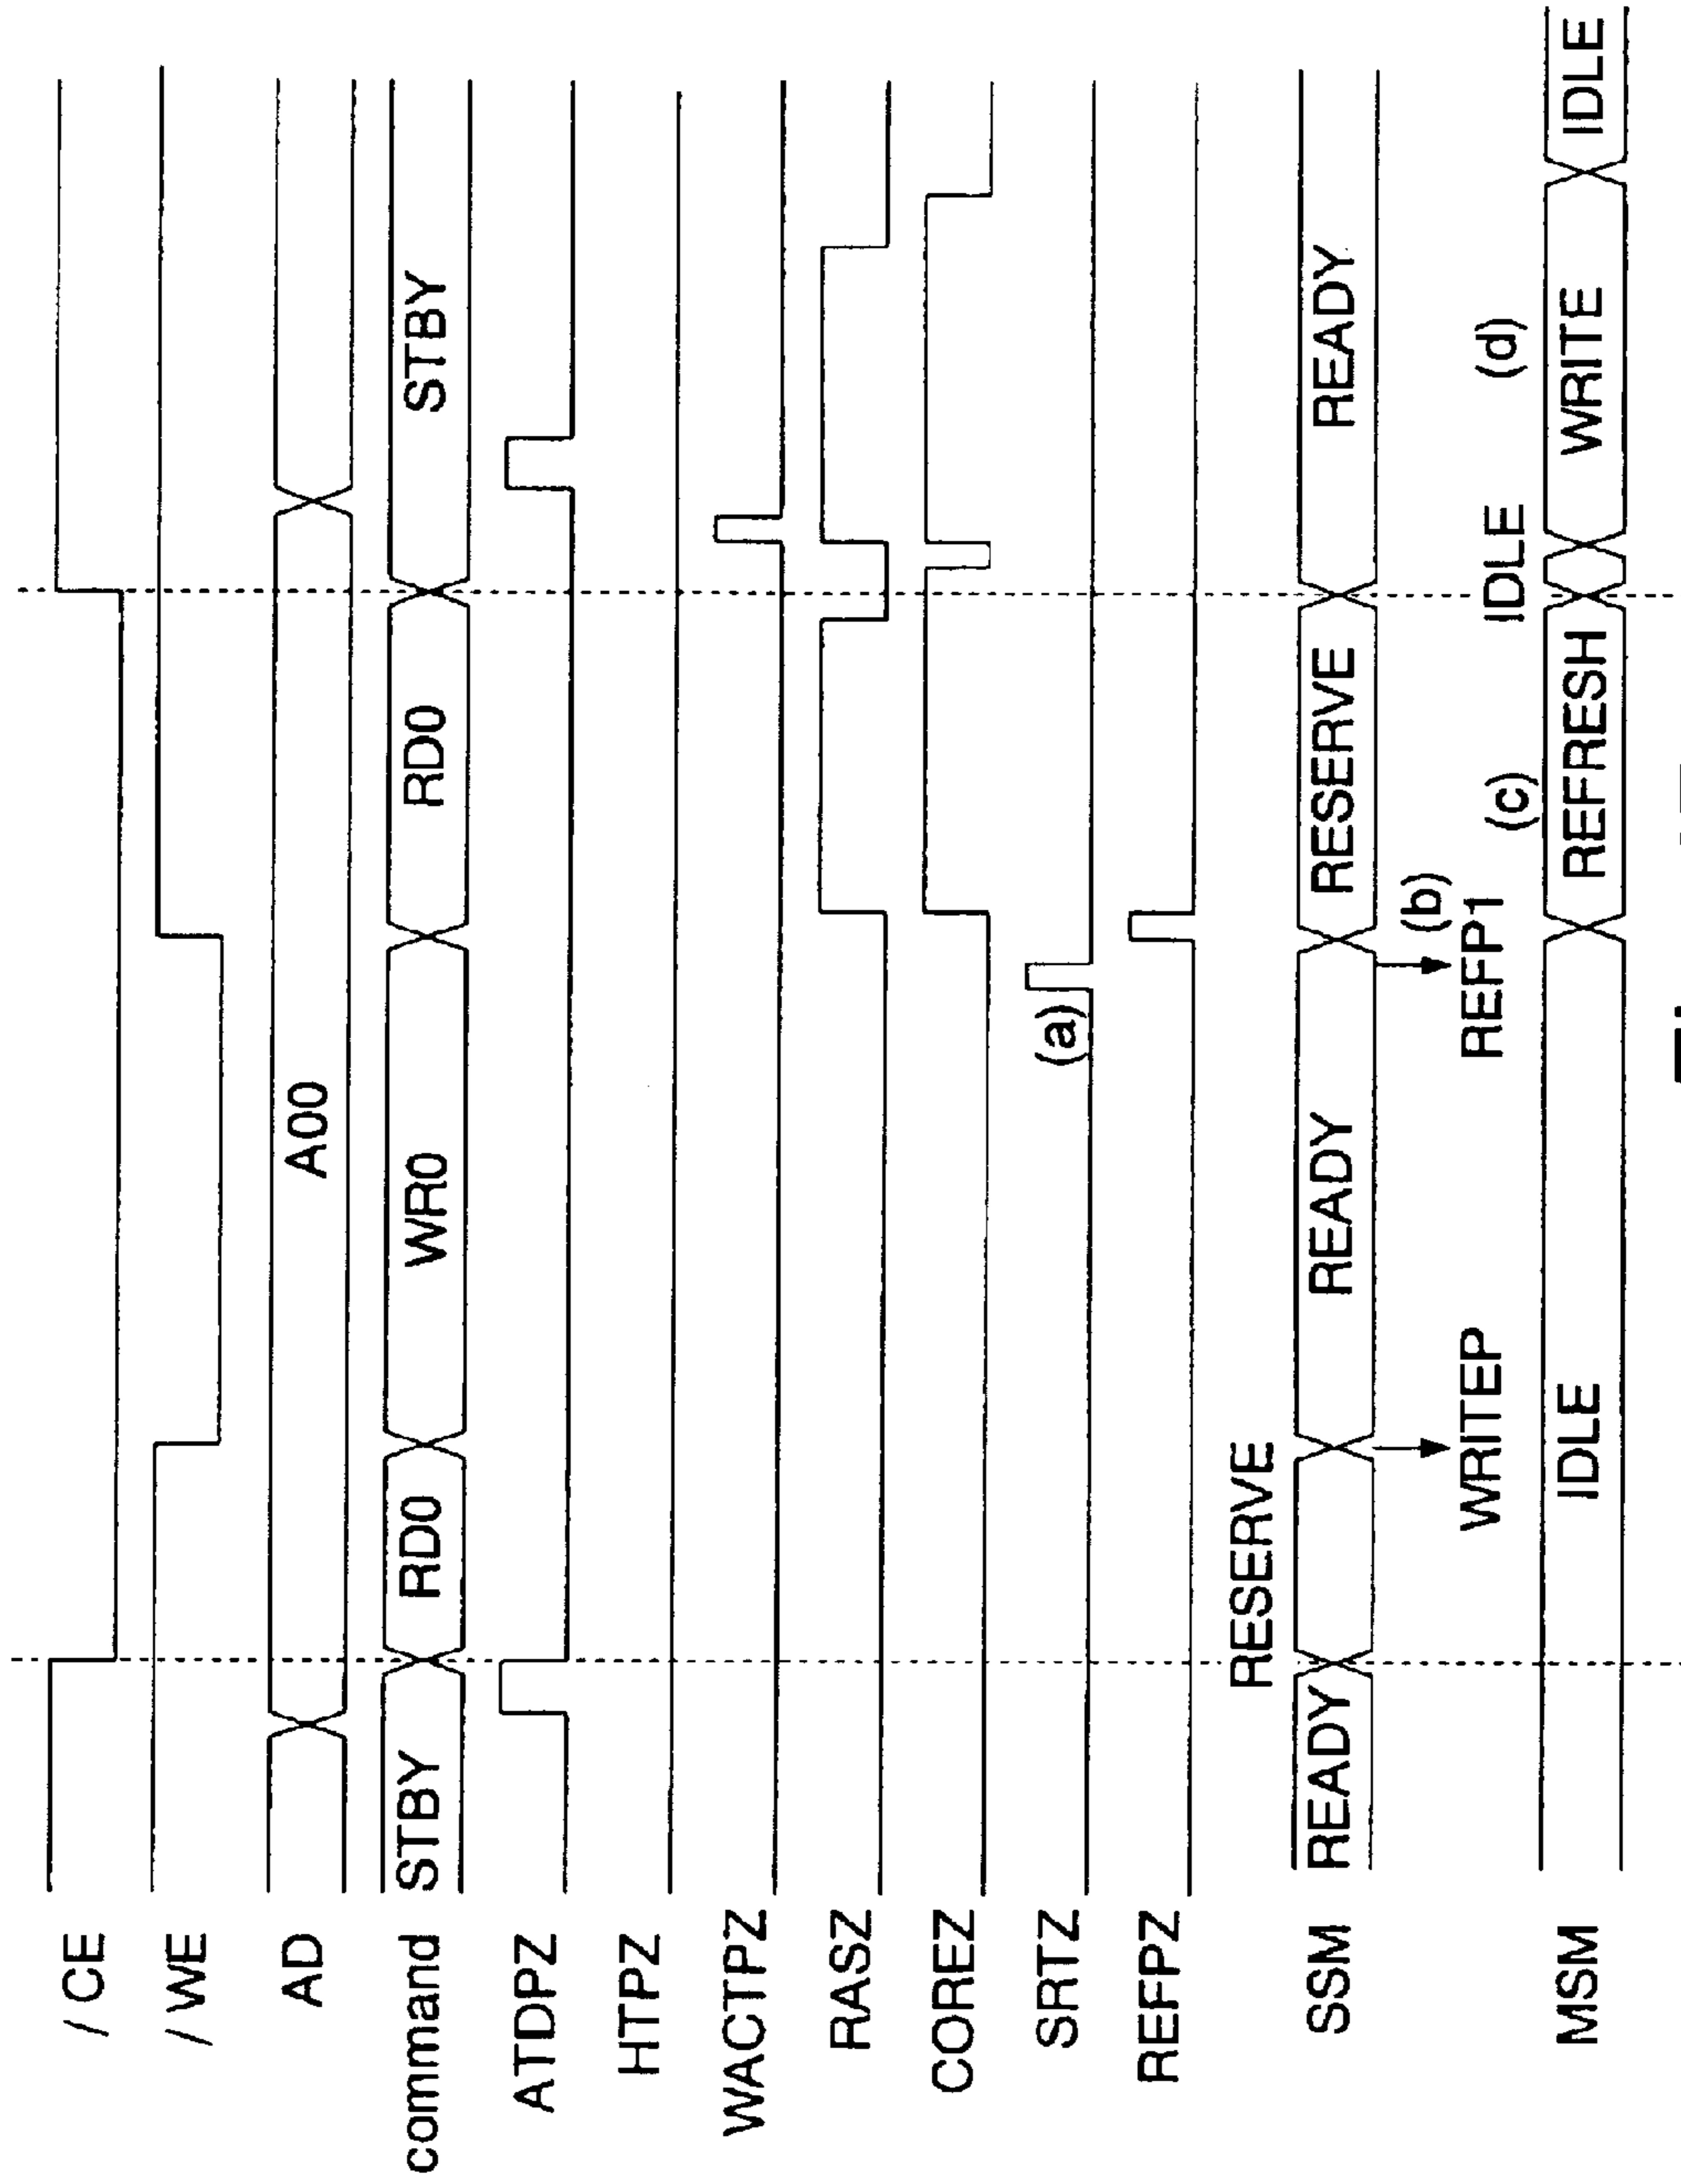 / CE
/ WE
AD A00
command STBY RD0 WR0 RD0 STBY
ATDPZ
HTPZ
WACTPZ
RASZ
COREZ
SRTZ (a)
REFPZ
RESERVE
SSM READY READY RESERVE READY
(b)
WRITEP REFP1 (c) IDLE (d)
MSM IDLE REFRESH WRITE IDLE